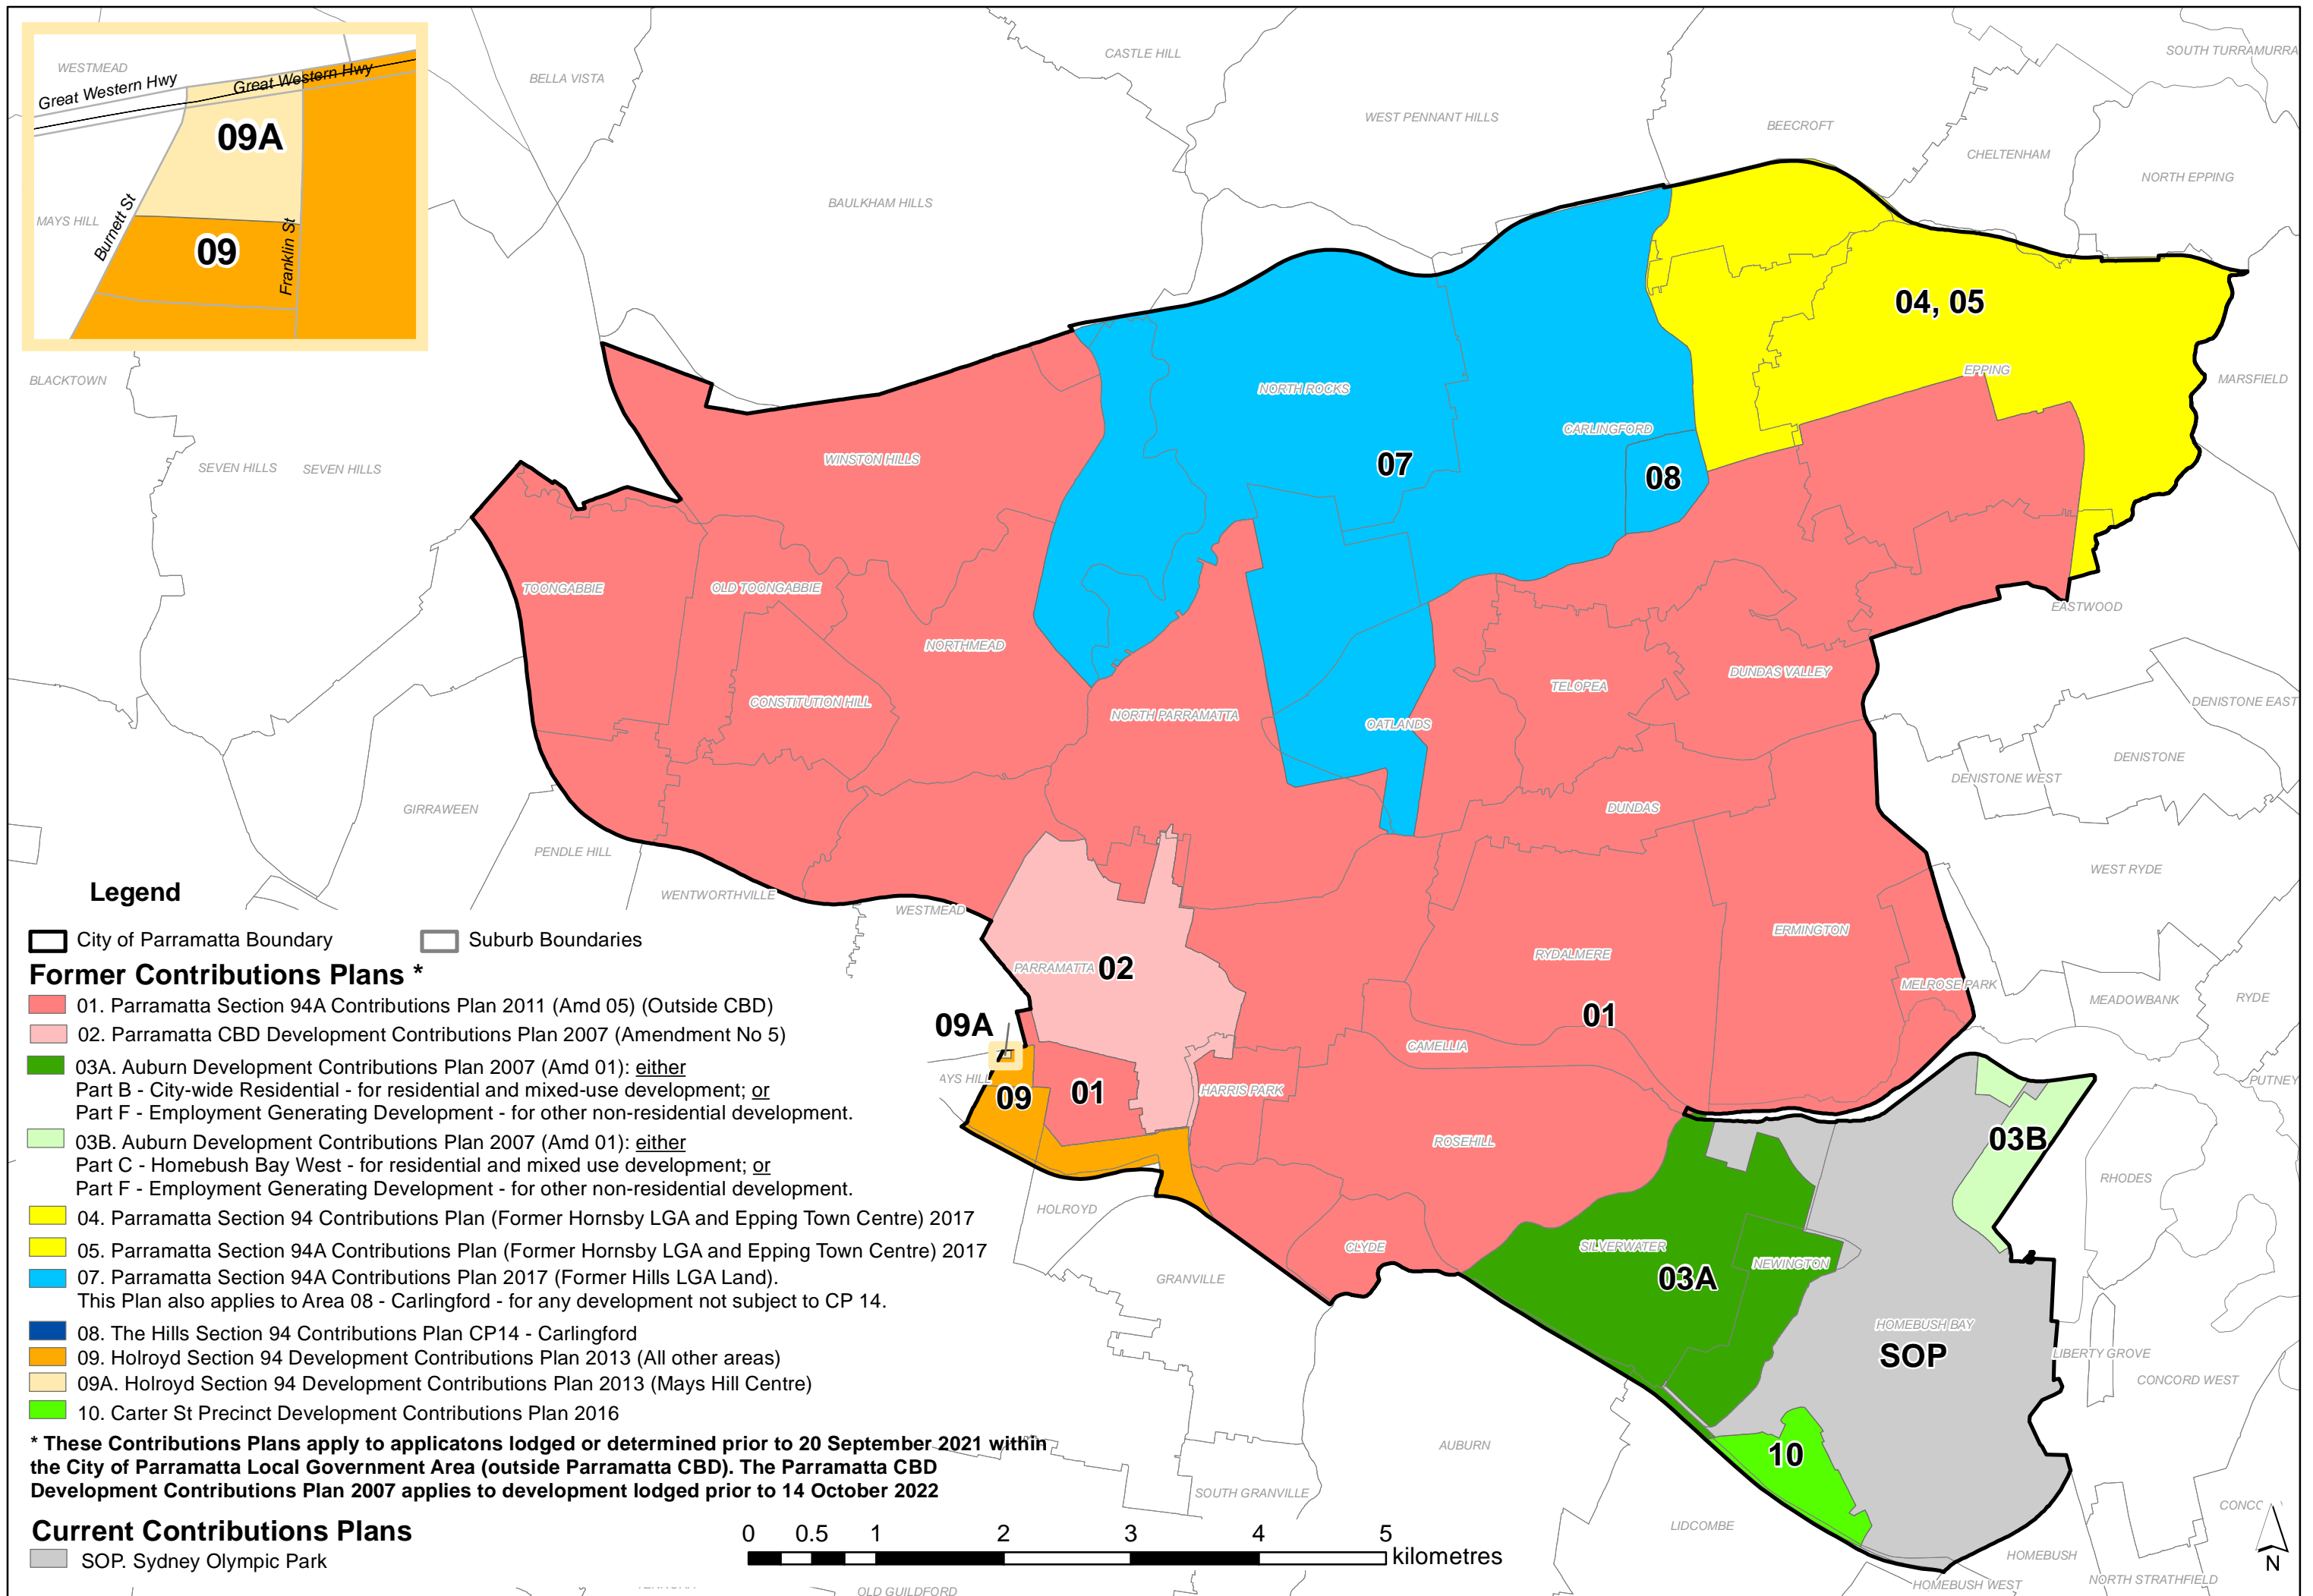 WESTMEAD
Great Western Hwy
Great Western Hwy
09A
MAYS HILL
Burnett St
09
Franklin St
CASTLE HILL
BELLA VISTA
WEST PENNANT HILLS
SOUTH TURRAMURRA
BEECROFT
CHELTENHAM
NORTH EPPING
BAULKHAM HILLS
04, 05
BLACKTOWN
EPPING
MARSFIELD
NORTH ROCKS
CARLINGFORD
SEVEN HILLS
SEVEN HILLS
WINSTON HILLS
07
08
TOONGABBIE
OLD TOONGABBIE
EASTWOOD
NORTHMEAD
CONSTITUTION HILL
NORTH PARRAMATTA
OATLANDS
TELOPEA
DUNDAS VALLEY
DENISTONE EAST
DENISTONE
DENISTONE WEST
GIRRAWEEN
DUNDAS
PENDLE HILL
WEST RYDE
WENTWORTHVILLE
WESTMEAD
ERMINGTON
RYDALMERE
PARRAMATTA
02
MELROSE PARK
MEADOWBANK
RYDE
01
09A
CAMELLIA
AYS HILL
09
01
HARRIS PARK
PUTNEY
ROSEHILL
03B
RHODES
HOLROYD
CLYDE
SILVERWATER
NEWINGTON
03A
GRANVILLE
HOMEBUSH BAY
SOP
LIBERTY GROVE
CONCORD WEST
AUBURN
10
SOUTH GRANVILLE
LIDCOMBE
CONCO
HOMEBUSH
HOMEBUSH WEST
NORTH STRATHFIELD
OLD GUILDFORD
N
Legend
City of Parramatta Boundary
Suburb Boundaries
Former Contributions Plans *
01. Parramatta Section 94A Contributions Plan 2011 (Amd 05) (Outside CBD)
02. Parramatta CBD Development Contributions Plan 2007 (Amendment No 5)
03A. Auburn Development Contributions Plan 2007 (Amd 01): either
Part B - City-wide Residential - for residential and mixed-use development; or
Part F - Employment Generating Development - for other non-residential development.
03B. Auburn Development Contributions Plan 2007 (Amd 01): either
Part C - Homebush Bay West - for residential and mixed use development; or
Part F - Employment Generating Development - for other non-residential development.
04. Parramatta Section 94 Contributions Plan (Former Hornsby LGA and Epping Town Centre) 2017
05. Parramatta Section 94A Contributions Plan (Former Hornsby LGA and Epping Town Centre) 2017
07. Parramatta Section 94A Contributions Plan 2017 (Former Hills LGA Land).
This Plan also applies to Area 08 - Carlingford - for any development not subject to CP 14.
08. The Hills Section 94 Contributions Plan CP14 - Carlingford
09. Holroyd Section 94 Development Contributions Plan 2013 (All other areas)
09A. Holroyd Section 94 Development Contributions Plan 2013 (Mays Hill Centre)
10. Carter St Precinct Development Contributions Plan 2016
* These Contributions Plans apply to applicatons lodged or determined prior to 20 September 2021 within
the City of Parramatta Local Government Area (outside Parramatta CBD). The Parramatta CBD
Development Contributions Plan 2007 applies to development lodged prior to 14 October 2022
Current Contributions Plans
SOP. Sydney Olympic Park
0 0.5 1 2 3 4 5
kilometres